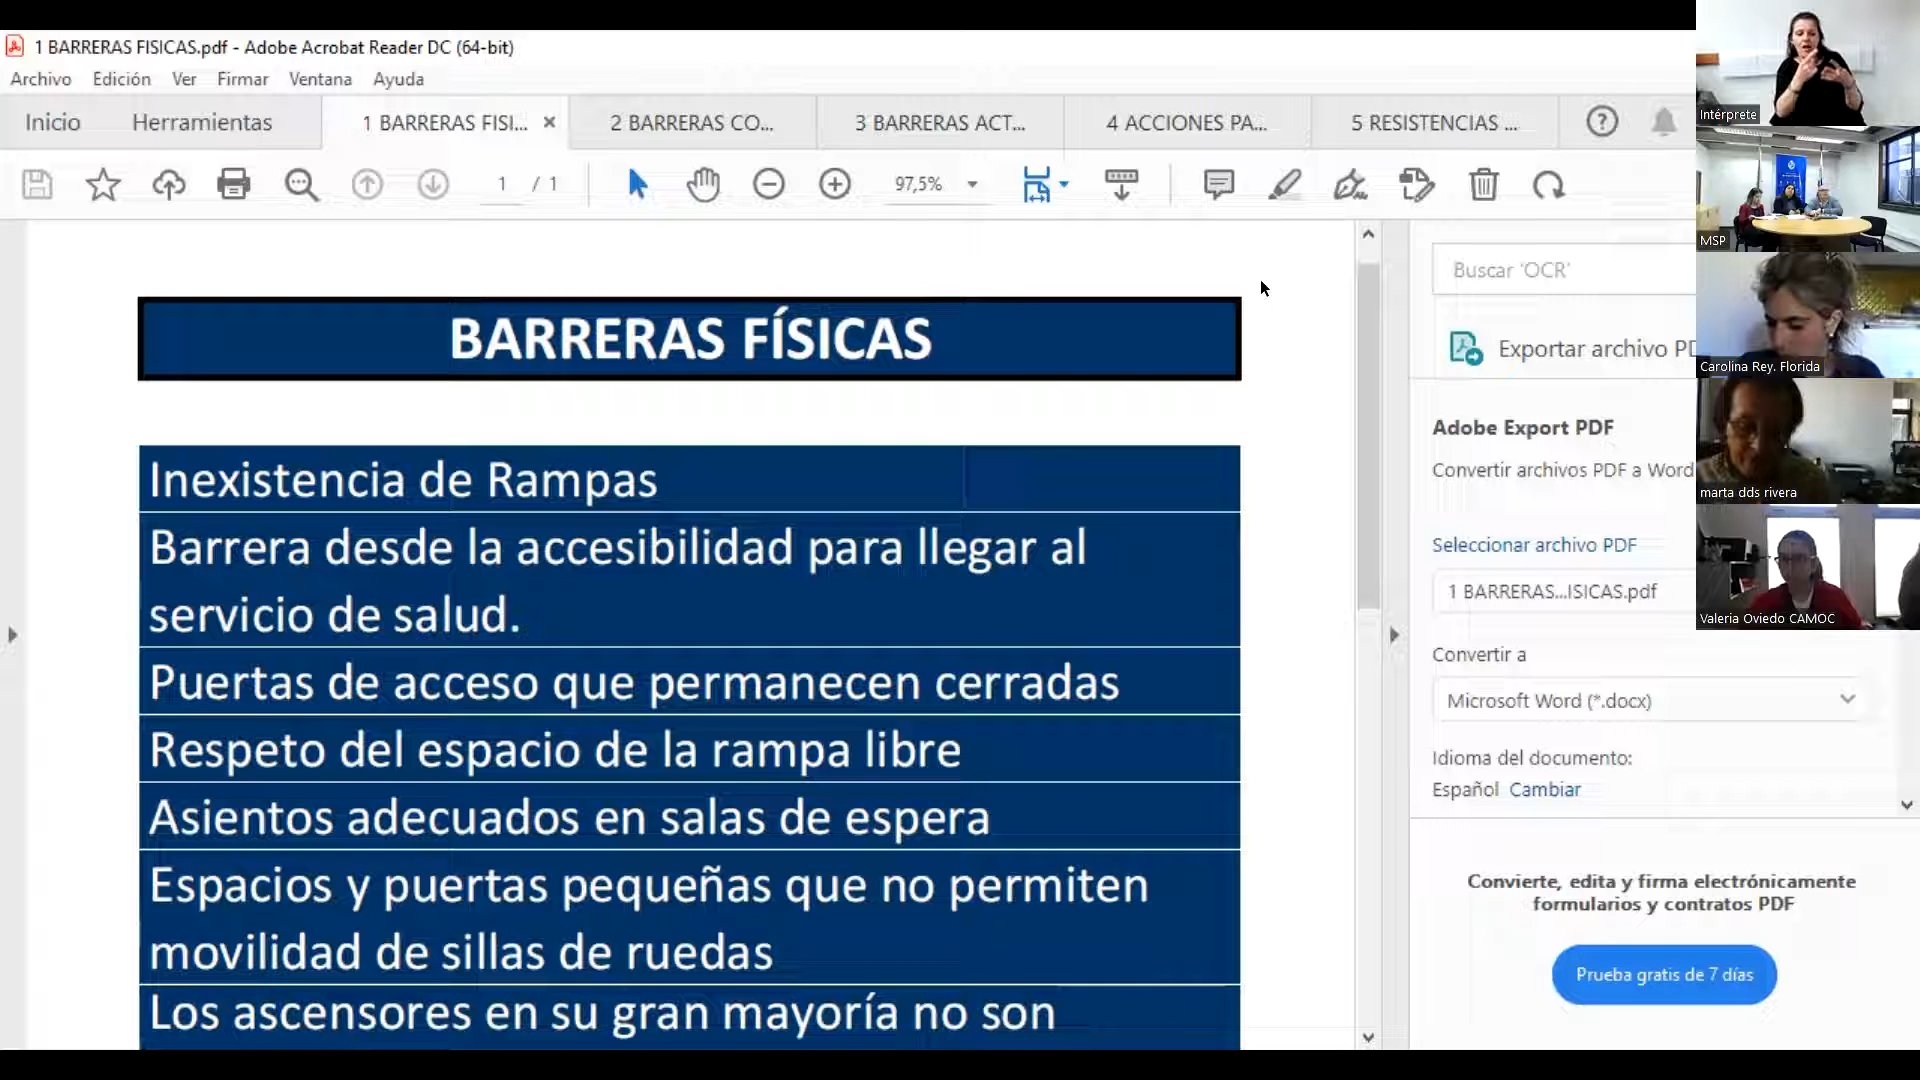 1 BARRERAS FISICAS.pdf - Adobe Acrobat Reader DC (64-bit)
Archivo Edición Ver Firmar Ventana Ayuda
Inicio Herramientas 1 BARRERAS FISI... 2 BARRERAS CO... 3 BARRERAS ACT... 4 ACCIONES PA... 5 RESISTENCIAS ...
1 / 1 97,5%
BARRERAS FÍSICAS
Inexistencia de Rampas
Barrera desde la accesibilidad para llegar al
servicio de salud.
Puertas de acceso que permanecen cerradas
Respeto del espacio de la rampa libre
Asientos adecuados en salas de espera
Espacios y puertas pequeñas que no permiten
movilidad de sillas de ruedas
Los ascensores en su gran mayoría no son
Buscar 'OCR'
Exportar archivo PD
Adobe Export PDF
Convertir archivos PDF a Word
Seleccionar archivo PDF
1 BARRERAS...ISICAS.pdf
Convertir a
Microsoft Word (*.docx)
Idioma del documento:
Español Cambiar
Convierte, edita y firma electrónicamente
formularios y contratos PDF
Prueba gratis de 7 días
Intérprete
MSP
Carolina Rey. Florida
marta dds rivera
Valeria Oviedo CAMOC